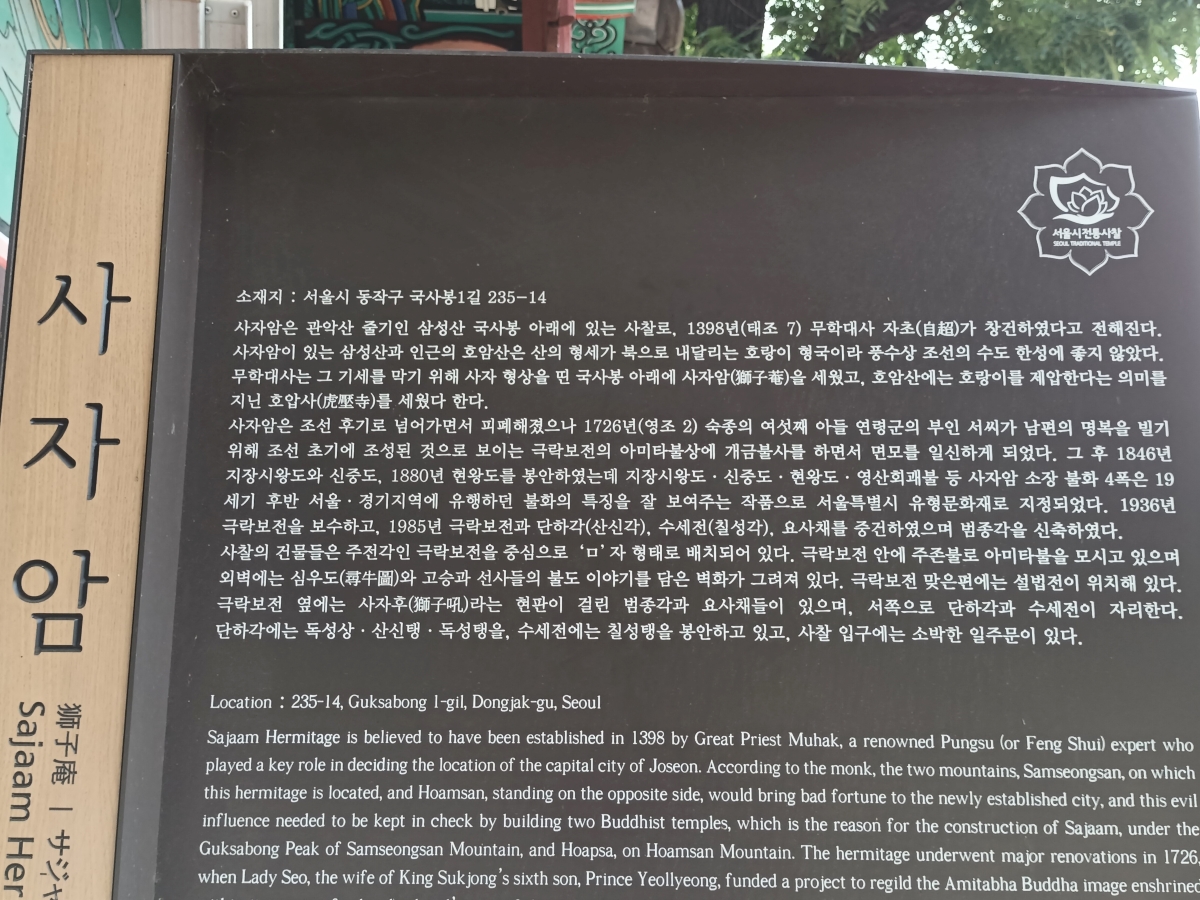 사자암
獅子庵 | サジャ
Sajaam Her
서울시전통사찰
SEOUL TRADITIONAL TEMPLE
소재지 : 서울시 동작구 국사봉1길 235-14
사자암은 관악산 줄기인 삼성산 국사봉 아래에 있는 사찰로, 1398년(태조 7) 무학대사 자초(自超)가 창건하였다고 전해진다.
사자암이 있는 삼성산과 인근의 호암산은 산의 형세가 북으로 내달리는 호랑이 형국이라 풍수상 조선의 수도 한성에 좋지 않았다.
무학대사는 그 기세를 막기 위해 사자 형상을 띤 국사봉 아래에 사자암(獅子菴)을 세웠고, 호암산에는 호랑이를 제압한다는 의미를
지닌 호압사(虎壓寺)를 세웠다 한다.
사자암은 조선 후기로 넘어가면서 피폐해졌으나 1726년(영조 2) 숙종의 여섯째 아들 연령군의 부인 서씨가 남편의 명복을 빌기
위해 조선 초기에 조성된 것으로 보이는 극락보전의 아미타불상에 개금불사를 하면서 면모를 일신하게 되었다. 그 후 1846년
지장시왕도와 신중도, 1880년 현왕도를 봉안하였는데 지장시왕도 · 신중도 · 현왕도 · 영산회괘불 등 사자암 소장 불화 4폭은 19
세기 후반 서울 · 경기지역에 유행하던 불화의 특징을 잘 보여주는 작품으로 서울특별시 유형문화재로 지정되었다. 1936년
극락보전을 보수하고, 1985년 극락보전과 단하각(산신각), 수세전(칠성각), 요사채를 중건하였으며 범종각을 신축하였다.
사찰의 건물들은 주전각인 극락보전을 중심으로 ‘ㅁ’자 형태로 배치되어 있다. 극락보전 안에 주존불로 아미타불을 모시고 있으며
외벽에는 심우도(尋牛圖)와 고승과 선사들의 불도 이야기를 담은 벽화가 그려져 있다. 극락보전 맞은편에는 설법전이 위치해 있다.
극락보전 옆에는 사자후(獅子吼)라는 현판이 걸린 범종각과 요사채들이 있으며, 서쪽으로 단하각과 수세전이 자리한다.
단하각에는 독성상 · 산신탱 · 독성탱을, 수세전에는 칠성탱을 봉안하고 있고, 사찰 입구에는 소박한 일주문이 있다.
Location : 235-14, Guksabong 1-gil, Dongjak-gu, Seoul
Sajaam Hermitage is believed to have been established in 1398 by Great Priest Muhak, a renowned Pungsu (or Feng Shui) expert who
played a key role in deciding the location of the capital city of Joseon. According to the monk, the two mountains, Samseongsan, on which
this hermitage is located, and Hoamsan, standing on the opposite side, would bring bad fortune to the newly established city, and this evil
influence needed to be kept in check by building two Buddhist temples, which is the reason for the construction of Sajaam, under the
Guksabong Peak of Samseongsan Mountain, and Hoapsa, on Hoamsan Mountain. The hermitage underwent major renovations in 1726,
when Lady Seo, the wife of King Sukjong’s sixth son, Prince Yeollyeong, funded a project to regild the Amitabha Buddha image enshrined